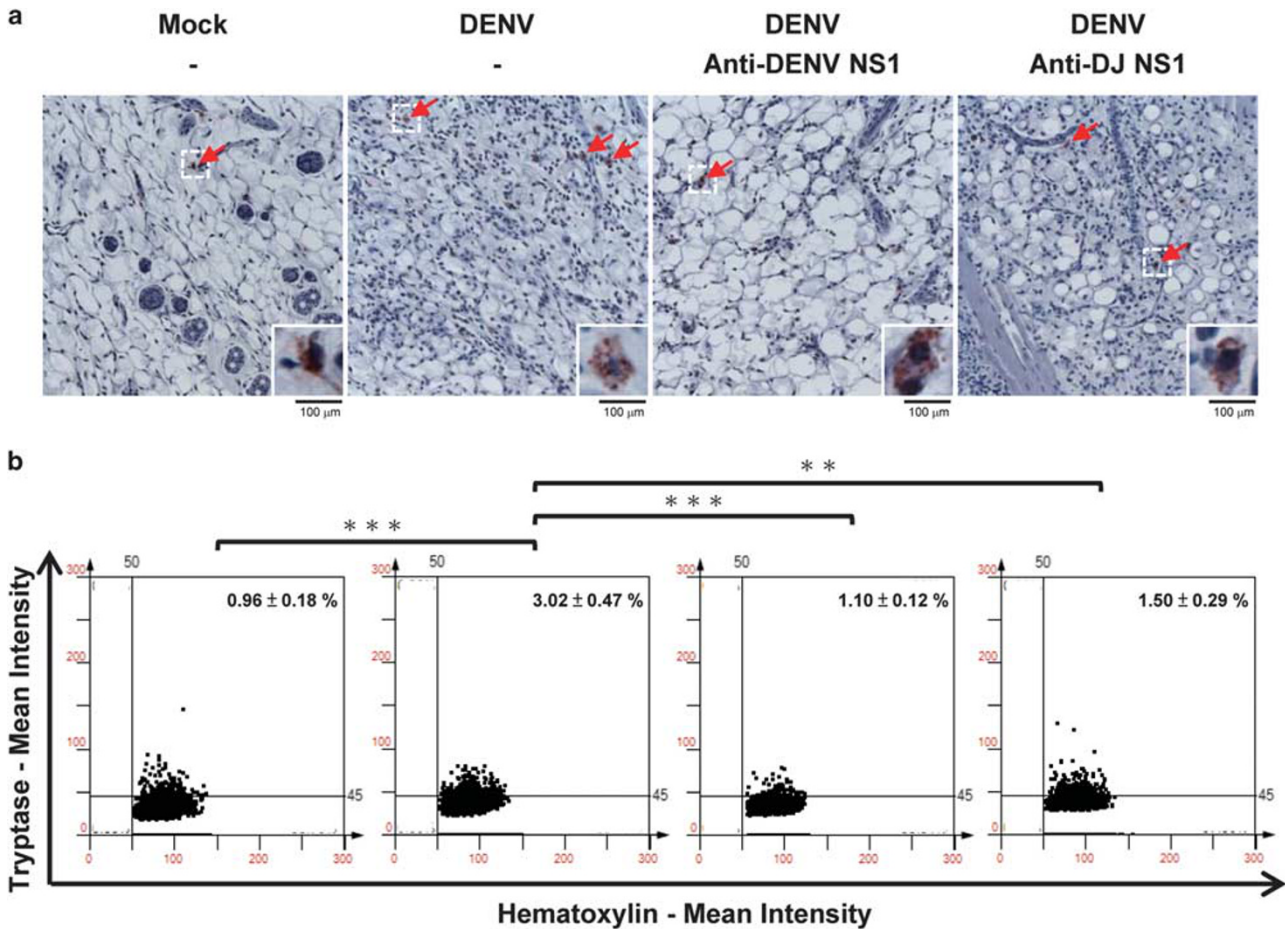 a
Mock DENV DENV DENV
- - Anti-DENV NS1 Anti-DJ NS1
100 μm 100 μm 100 μm 100 μm
b
* *
* * *
* * *
50 50 50 50
300 300 300 300
0.96 ± 0.18 % 3.02 ± 0.47 % 1.10 ± 0.12 % 1.50 ± 0.29 %
200 200 200 200
100 100 100 100
45 45 45 45
0 0 0 0
0 100 200 300 0 100 200 300 0 100 200 300 0 100 200 300
Tryptase - Mean Intensity
Hematoxylin - Mean Intensity